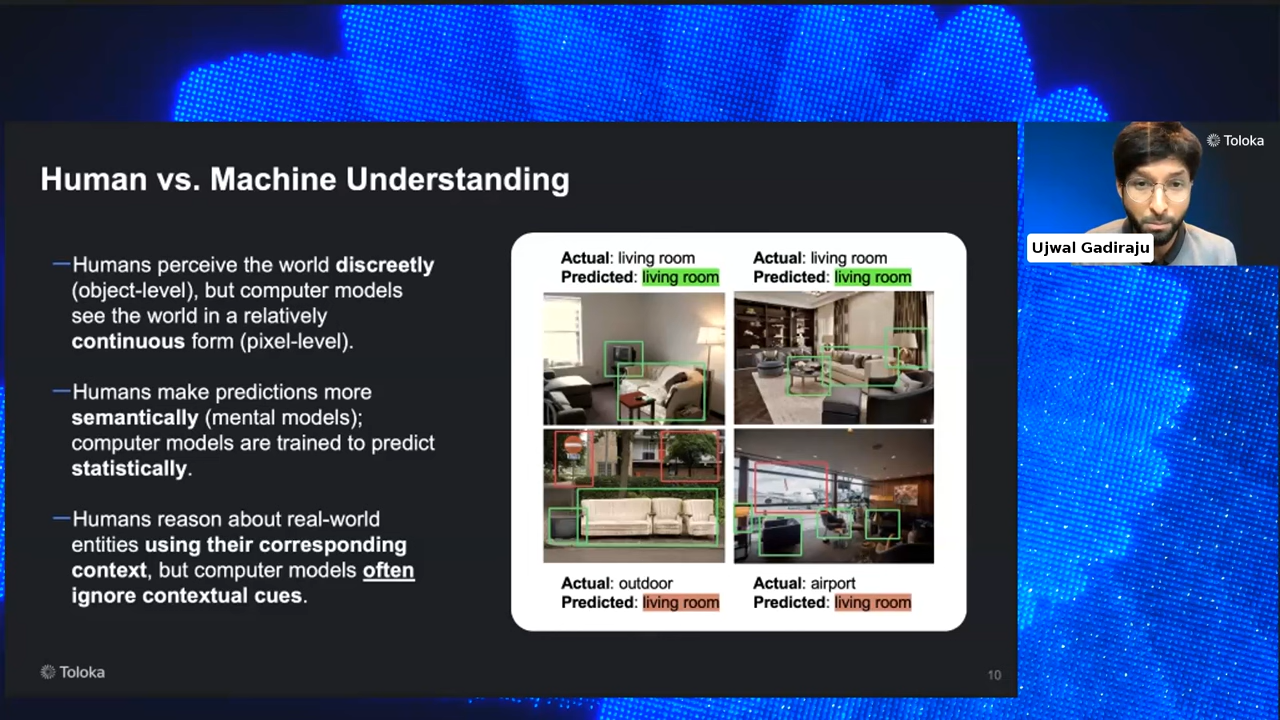 Human vs. Machine Understanding
—Humans perceive the world discreetly
(object-level), but computer models
see the world in a relatively
continuous form (pixel-level).
—Humans make predictions more
semantically (mental models);
computer models are trained to predict
statistically.
—Humans reason about real-world
entities using their corresponding
context, but computer models often
ignore contextual cues.
Actual: living room
Predicted: living room
Actual: living room
Predicted: living room
Actual: outdoor
Predicted: living room
Actual: airport
Predicted: living room
Toloka
10
Toloka
Ujwal Gadiraju